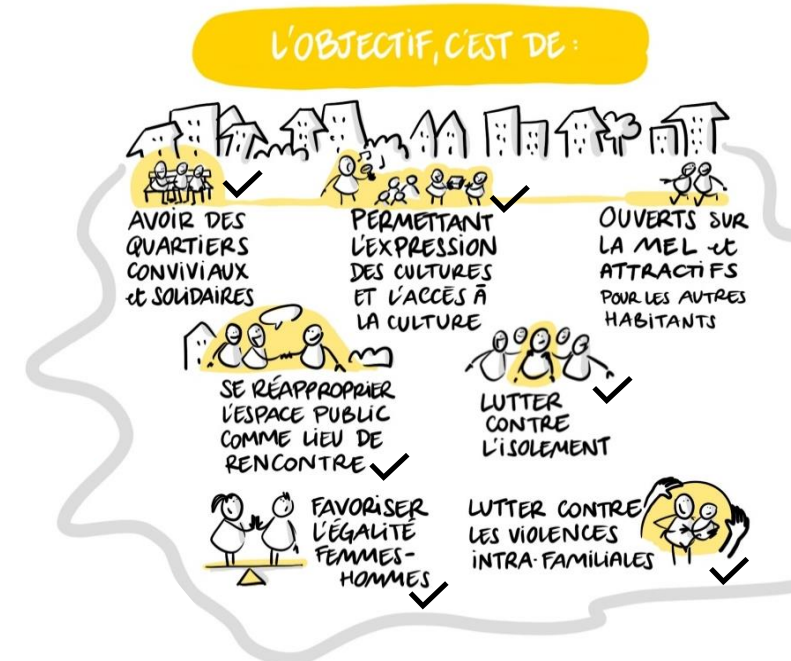 L'OBJECTIF, C'EST DE :
AVOIR DES
QUARTIERS
CONVIVIAUX
et SOLIDAIRES
PERMETTANT
L'EXPRESSION
DES CULTURES
ET L'ACCÈS À
LA CULTURE
OUVERTS SUR
LA MEL et
ATTRACTIFS
POUR LES AUTRES
HABITANTS
SE RÉAPPROPRIER
L'ESPACE PUBLIC
COMME LIEU DE
RENCONTRE
LUTTER
CONTRE
L'ISOLEMENT
FAVORISER
L'ÉGALITÉ
FEMMES-
HOMMES
LUTTER CONTRE
LES VIOLENCES
INTRA-FAMILIALES